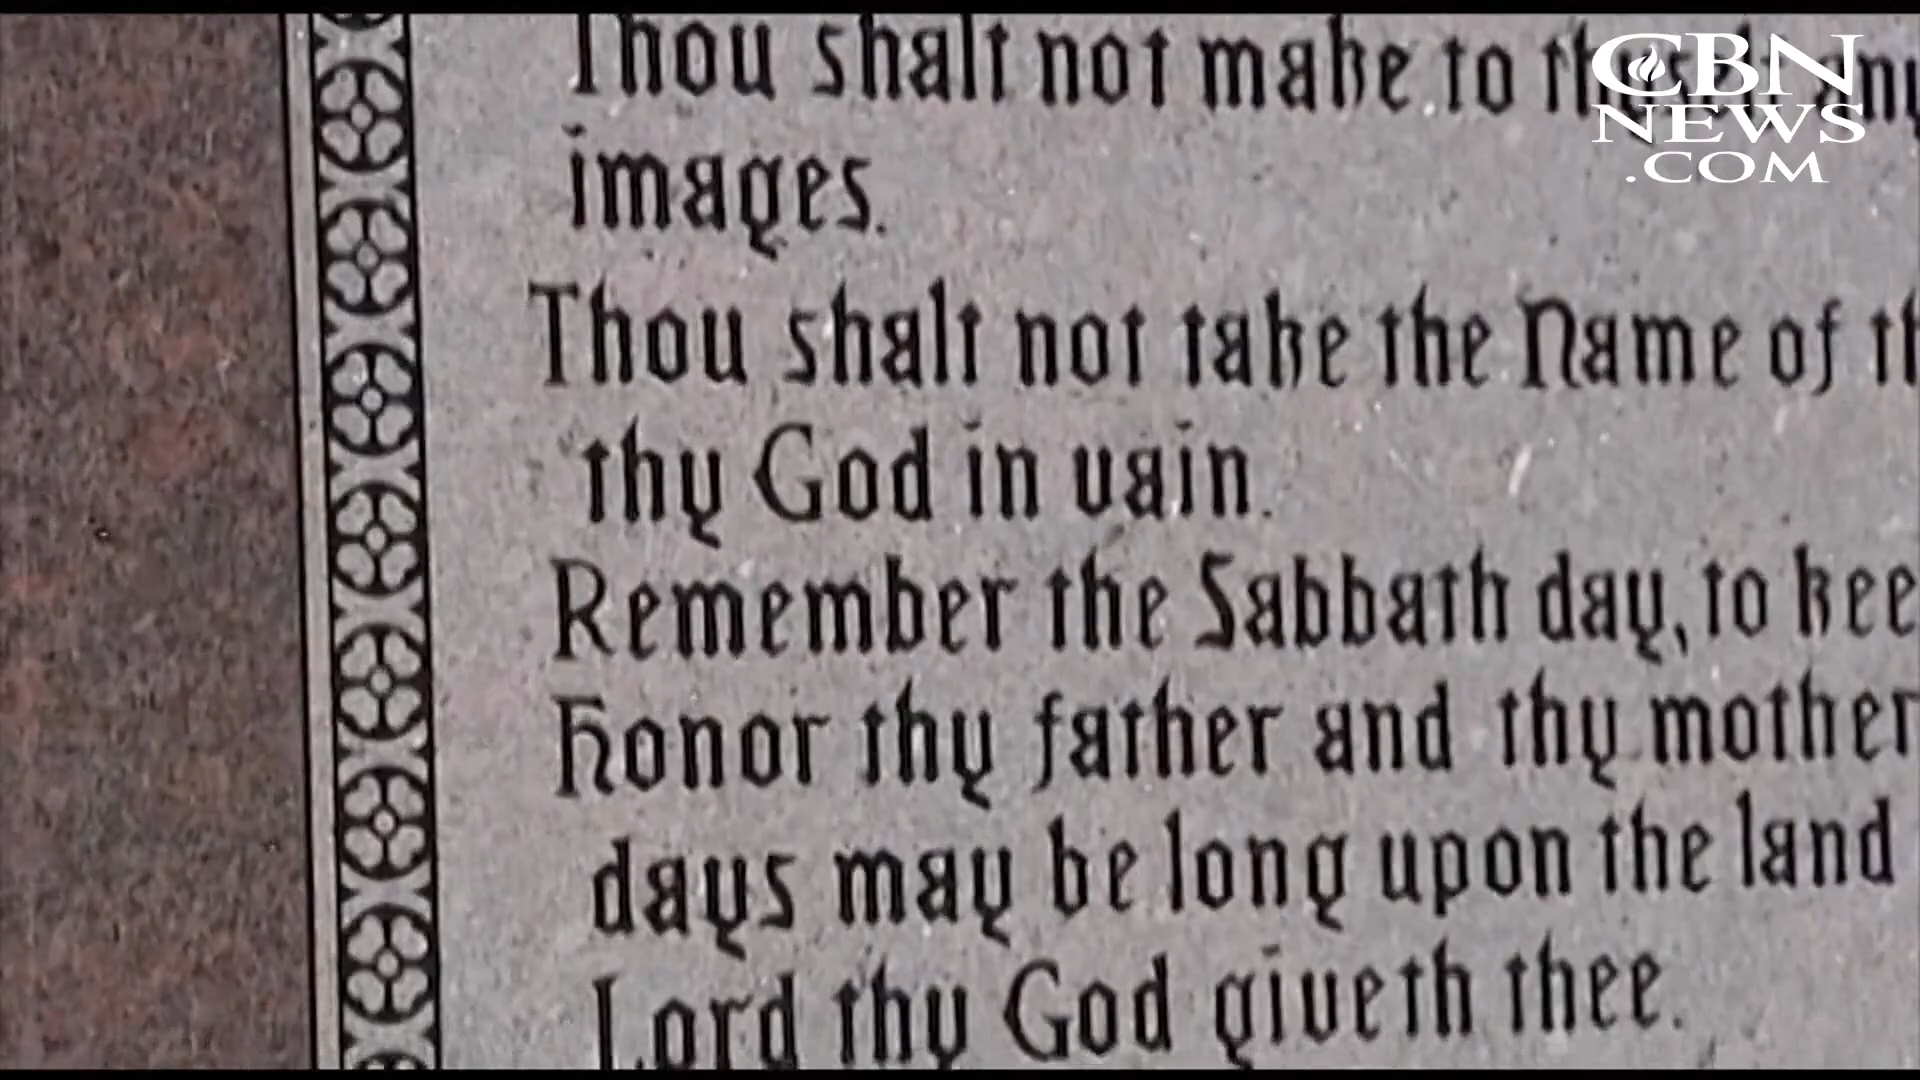 Thou shalt not make to any
images.
Thou shalt not take the Name of
thy God in vain.
Remember the Sabbath day, to kee
Honor thy father and thy mother
days may be long upon the land
Lord thy God giveth thee.
CBN
NEWS
.COM